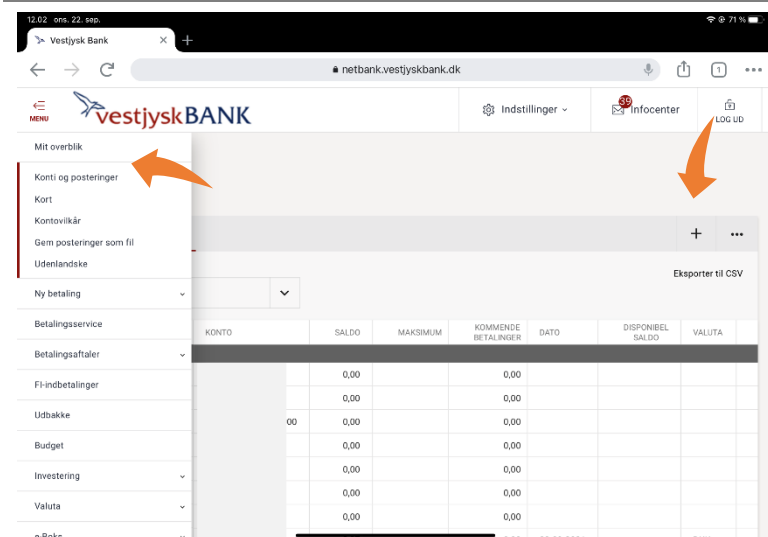 12.02 ons. 22. sep.
71 %
Vestjysk Bank
netbank.vestjyskbank.dk
1
MENU
vestjyskBANK
Indstillinger
39
Infocenter
LOG UD
Mit overblik
Konti og posteringer
Kort
Kontovilkår
Gem posteringer som fil
Udenlandske
Eksporter til CSV
Ny betaling
Betalingsservice
KONTO SALDO MAKSIMUM KOMMENDE BETALINGER DATO DISPONIBEL SALDO VALUTA
Betalingsaftaler
0,00 0,00
FI-indbetalinger
0,00 0,00
Udbakke
00 0,00 0,00
Budget
0,00 0,00
Investering
0,00 0,00
0,00 0,00
Valuta
0,00 0,00
e-Boks